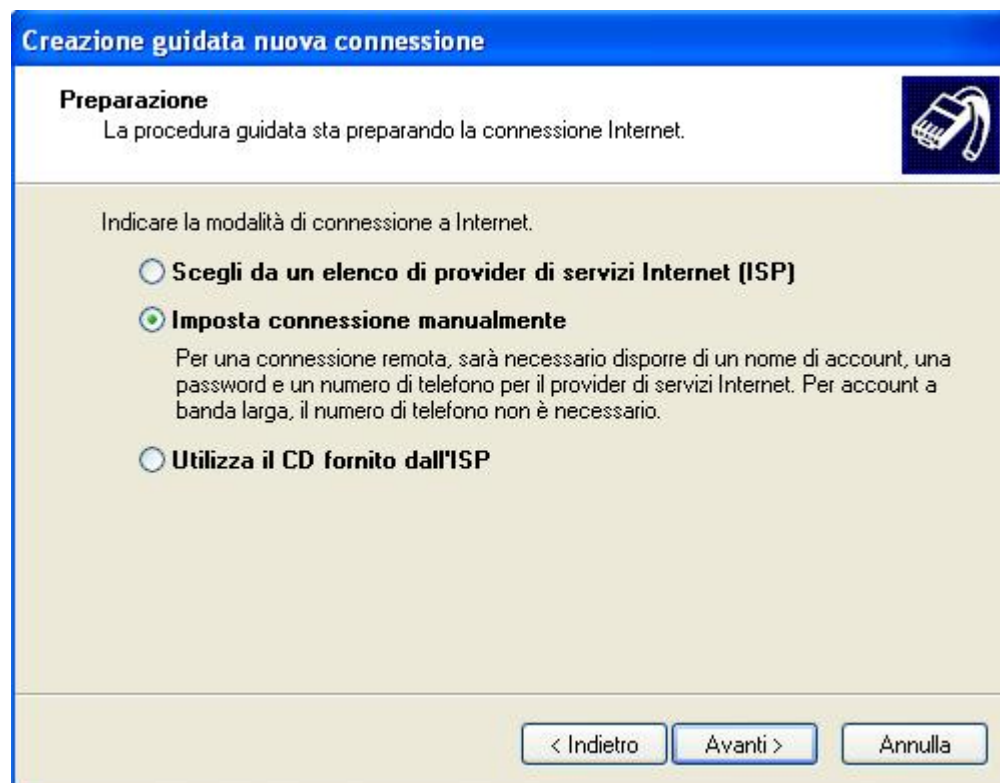 Creazione guidata nuova connessione
Preparazione
La procedura guidata sta preparando la connessione Internet.
Indicare la modalità di connessione a Internet.
Scegli da un elenco di provider di servizi Internet (ISP)
Imposta connessione manualmente
Per una connessione remota, sarà necessario disporre di un nome di account, una
password e un numero di telefono per il provider di servizi Internet. Per account a
banda larga, il numero di telefono non è necessario.
Utilizza il CD fornito dall'ISP
< Indietro
Avanti >
Annulla